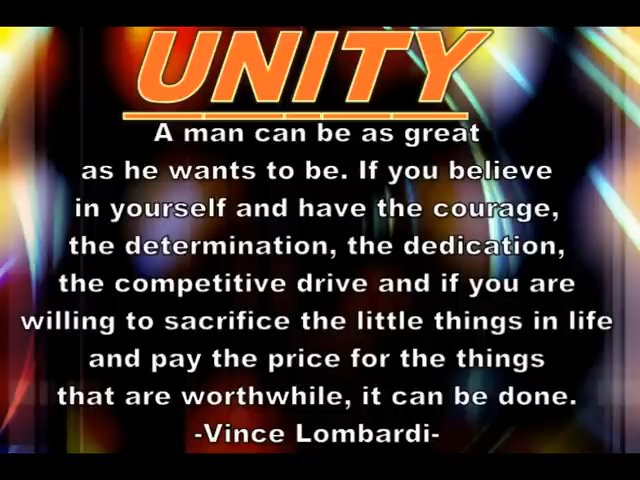 UNITY
A man can be as great
as he wants to be. If you believe
in yourself and have the courage,
the determination, the dedication,
the competitive drive and if you are
willing to sacrifice the little things in life
and pay the price for the things
that are worthwhile, it can be done.
-Vince Lombardi-